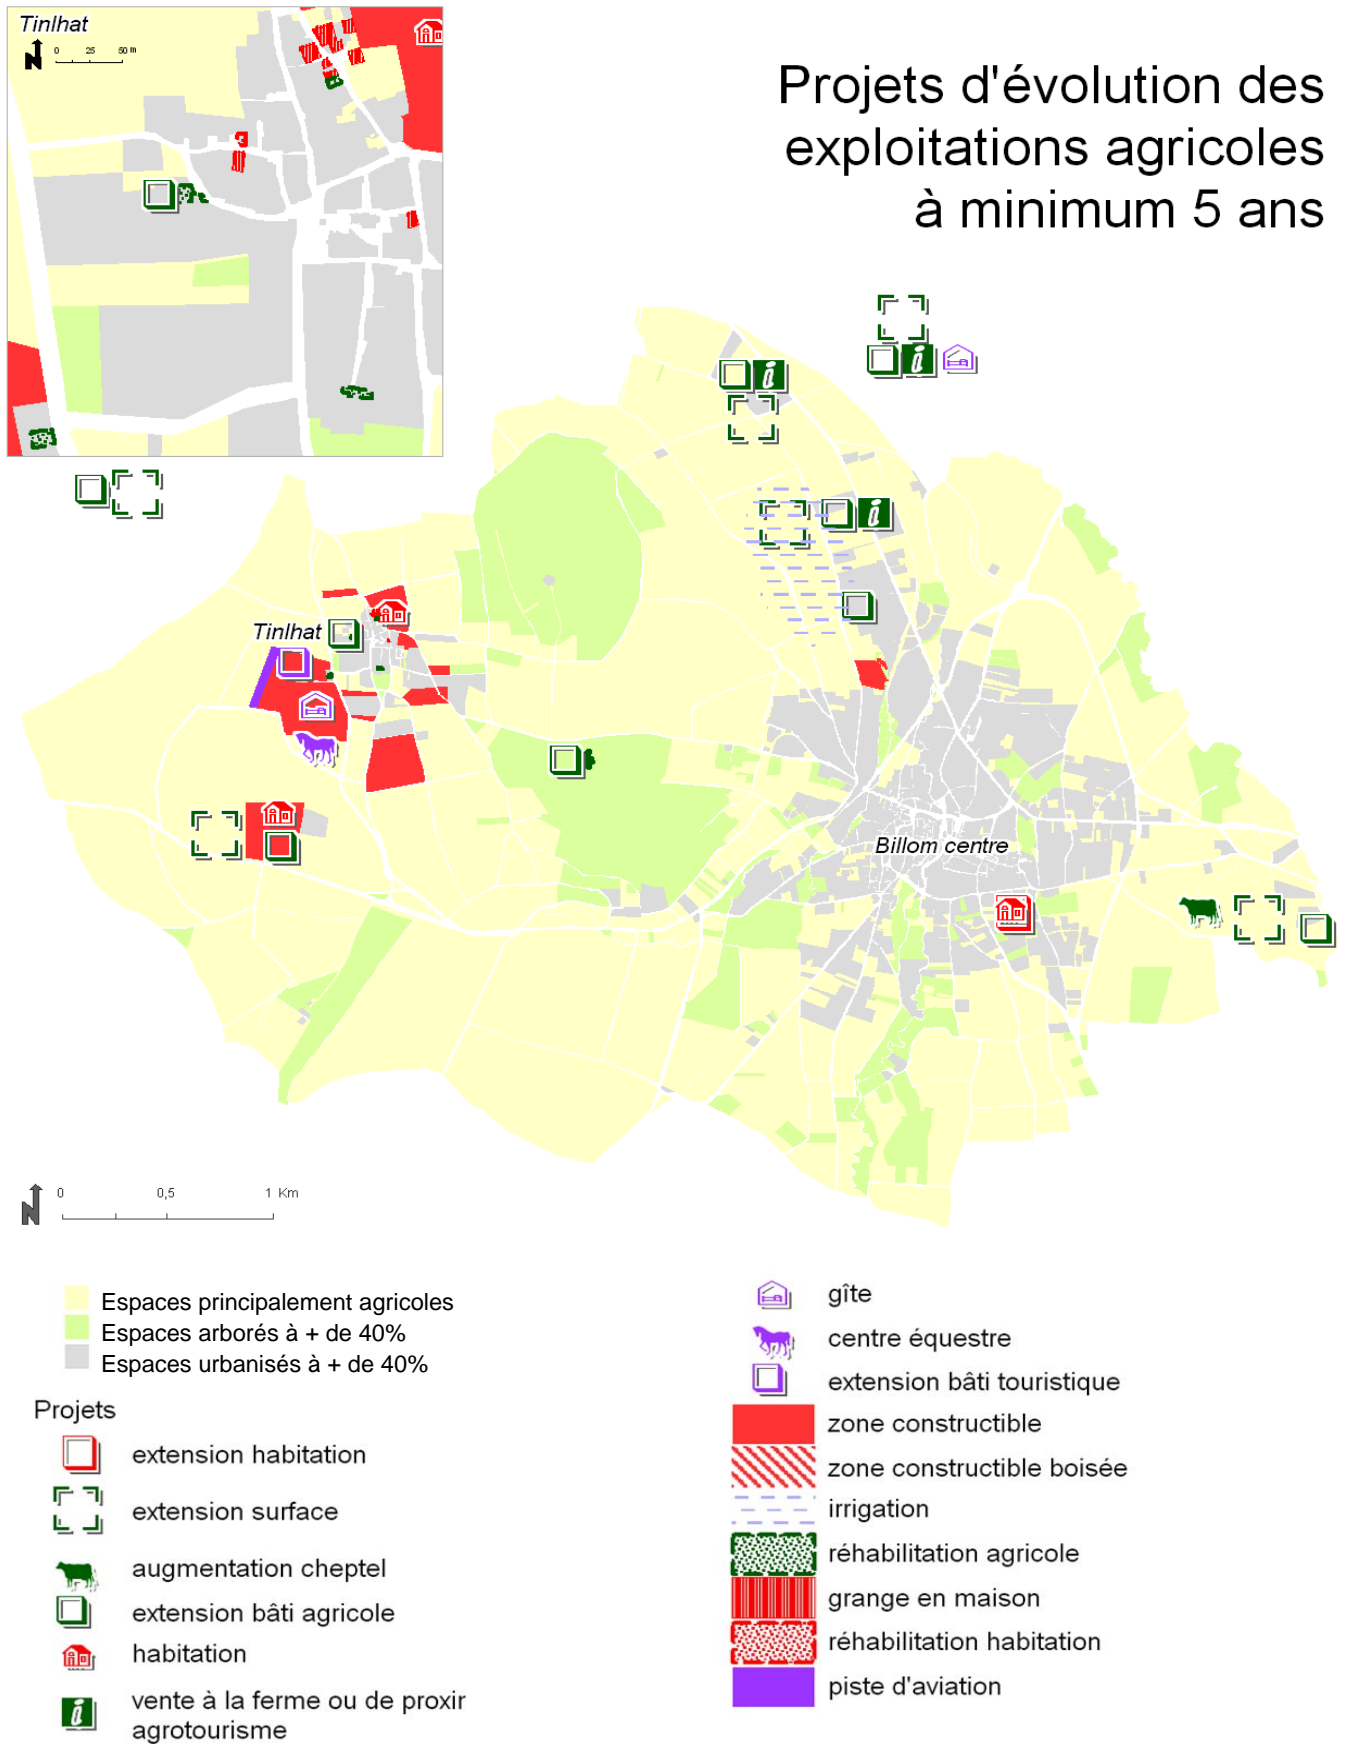 Tinlhat
N
0 25 50 m
Projets d'évolution des
exploitations agricoles
à minimum 5 ans
Tinlhat
Billom centre
N
0 0,5 1 Km
Espaces principalement agricoles
Espaces arborés à + de 40%
Espaces urbanisés à + de 40%
Projets
extension habitation
extension surface
augmentation cheptel
extension bâti agricole
habitation
vente à la ferme ou de proxir
agrotourisme
gîte
centre équestre
extension bâti touristique
zone constructible
zone constructible boisée
irrigation
réhabilitation agricole
grange en maison
réhabilitation habitation
piste d'aviation